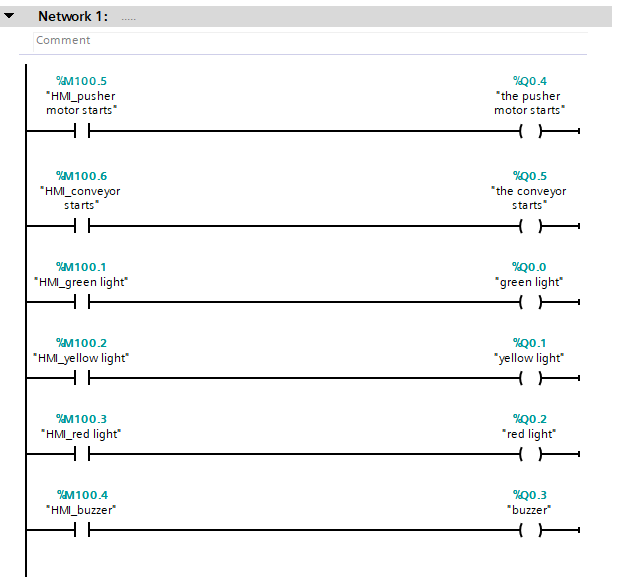 Network 1: .....
Comment
%M100.5
"HMI_pusher
motor starts"
%Q0.4
"the pusher
motor starts"
%M100.6
"HMI_conveyor
starts"
%Q0.5
"the conveyor
starts"
%M100.1
"HMI_green light"
%Q0.0
"green light"
%M100.2
"HMI_yellow light"
%Q0.1
"yellow light"
%M100.3
"HMI_red light"
%Q0.2
"red light"
%M100.4
"HMI_buzzer"
%Q0.3
"buzzer"